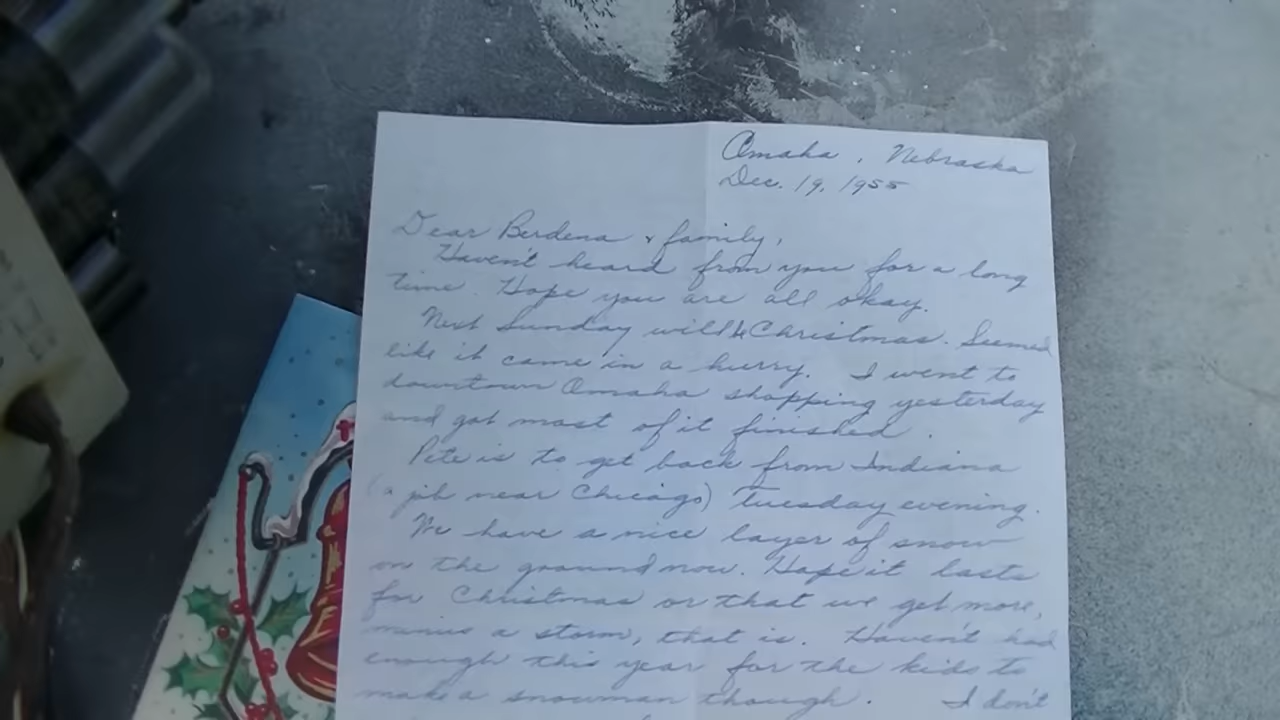 Omaha, Nebraska
Dec. 19, 1955
Dear Berdena & family,
Haven't heard from you for a long
time. Hope you are all okay.
Next Sunday will be Christmas. Seemed
like it came in a hurry. I went to
downtown Omaha shopping yesterday
and got most of it finished.
Pete is to get back from Indiana
(a job near Chicago) Tuesday evening.
We have a nice layer of snow
on the ground now. Hope it lasts
for Christmas or that we get more,
minus a storm, that is. Haven't had
enough this year for the kids to
make a snowman though. I don't